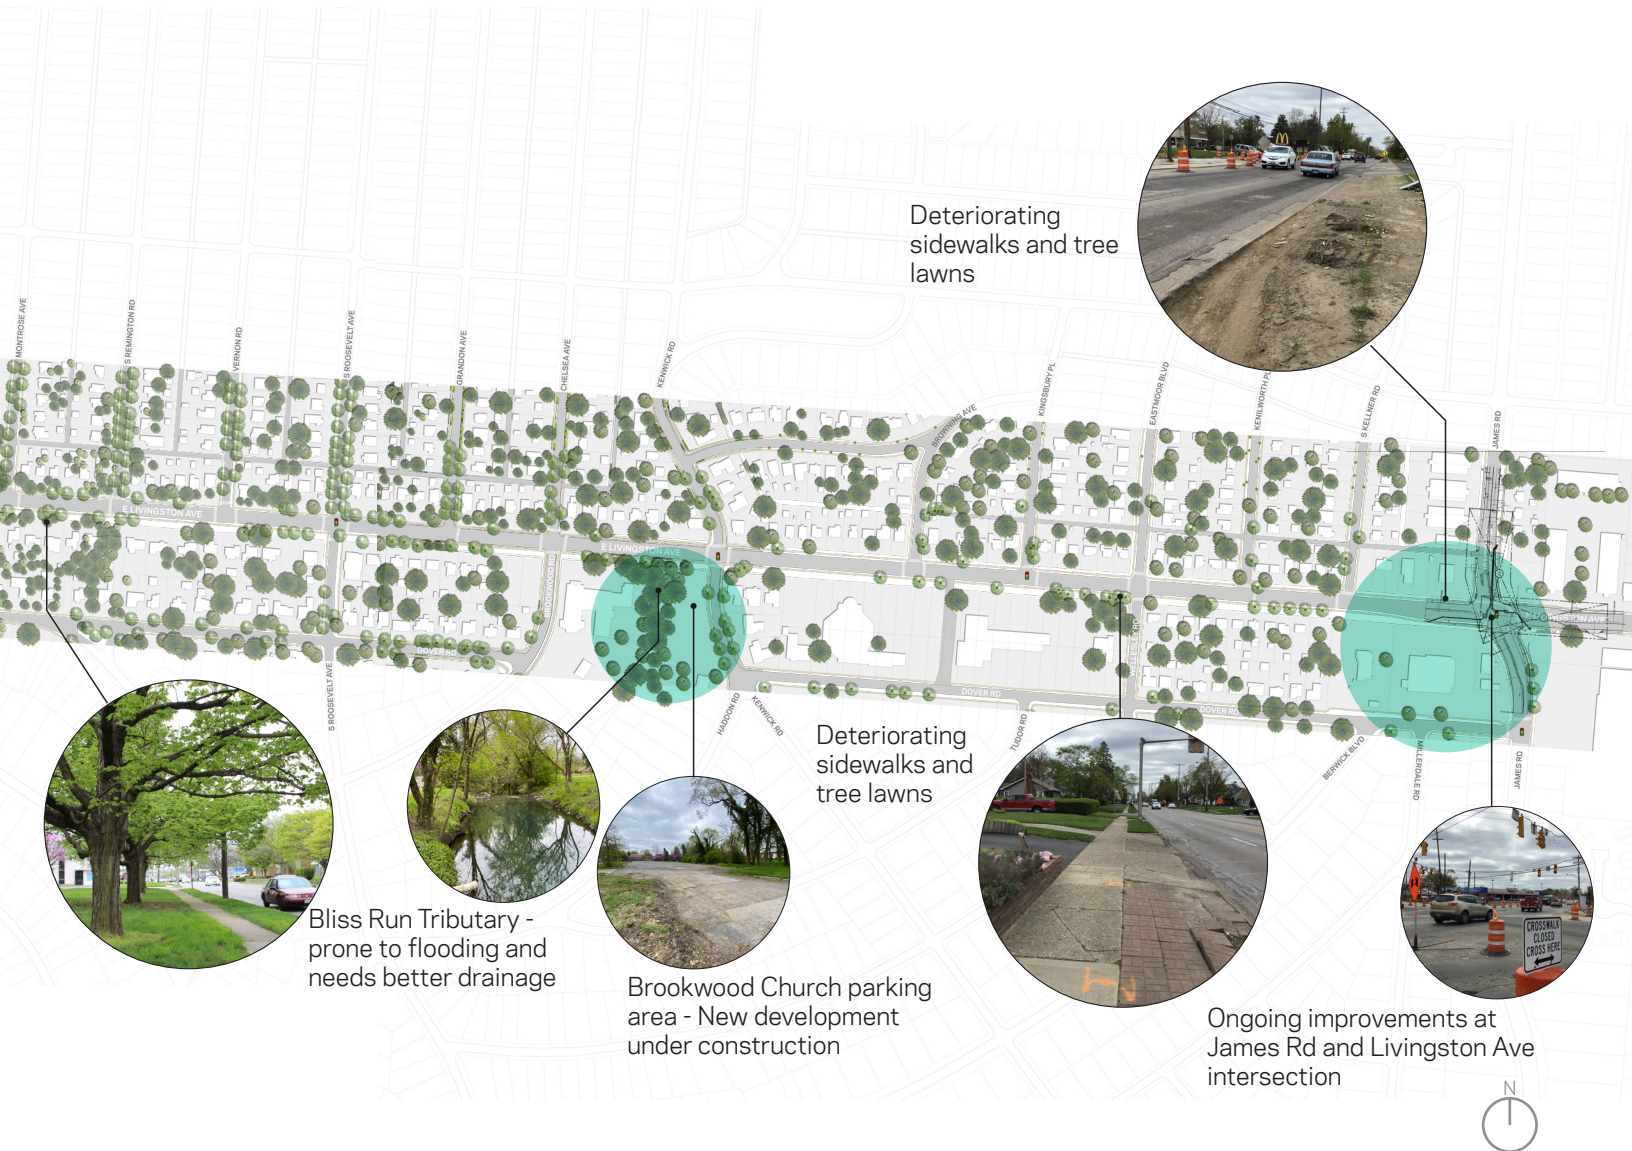 Deteriorating
sidewalks and tree
lawns
MONTROSE AVE
S REMINGTON RD
VERNON RD
S ROOSEVELT AVE
GRANDON AVE
CHELSEA AVE
KENWICK RD
BROWNING AVE
KINGSBURY PL
EASTMOOR BLVD
KENILWORTH PL
S KELLNER RD
JAMES RD
E LIVINGSTON AVE
E LIVINGSTON AVE
DOVER RD
DOVER RD
DOVER RD
S ROOSEVELT AVE
HADDON RD
KENWICK RD
TUDOR RD
BERWICK BLVD
MILLERDALE RD
JAMES RD
Deteriorating
sidewalks and
tree lawns
Bliss Run Tributary -
prone to flooding and
needs better drainage
Brookwood Church parking
area - New development
under construction
CROSSWALK
CLOSED
CROSS HERE
Ongoing improvements at
James Rd and Livingston Ave
intersection
N